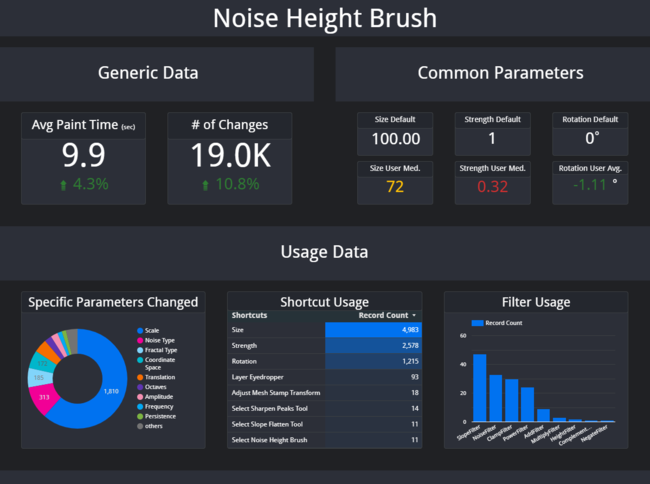 Noise Height Brush
Generic Data
Common Parameters
Avg Paint Time (sec)
9.9
4.3%
# of Changes
19.0K
10.8%
Size Default
100.00
Strength Default
1
Rotation Default
0°
Size User Med.
72
Strength User Med.
0.32
Rotation User Avg.
-1.11 °
Usage Data
Specific Parameters Changed
1,810
313
185
Scale
Noise Type
Fractal Type
Coordinate
Space
Translation
Octaves
Amplitude
Frequency
Persistence
others
Shortcut Usage
Shortcuts Record Count
Size 4,983
Strength 2,578
Rotation 1,215
Layer Eyedropper 93
Adjust Mesh Stamp Transform 18
Select Sharpen Peaks Tool 14
Select Slope Flatten Tool 11
Select Noise Height Brush 11
Filter Usage
Record Count
60
40
20
0
SlopeFilter
NoiseFilter
ClampFilter
PowerFilter
AddFilter
MultiplyFilter
HeightFilter
Complement…
NegateFilter